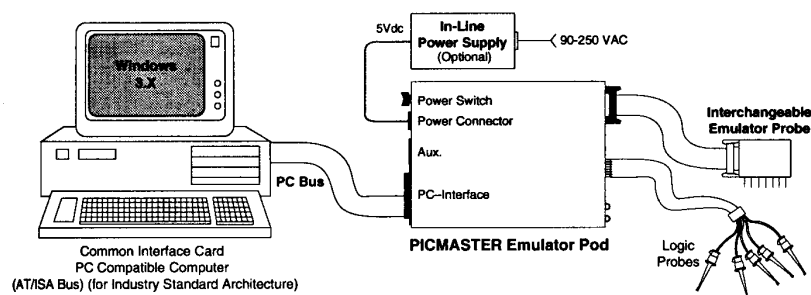 Windows
3.X
5Vdc
In-Line
Power Supply
(Optional)
90-250 VAC
Power Switch
Power Connector
Aux.
PC--Interface
PC Bus
Interchangeable
Emulator Probe
Logic
Probes
PICMASTER Emulator Pod
Common Interface Card
PC Compatible Computer
(AT/ISA Bus) (for Industry Standard Architecture)